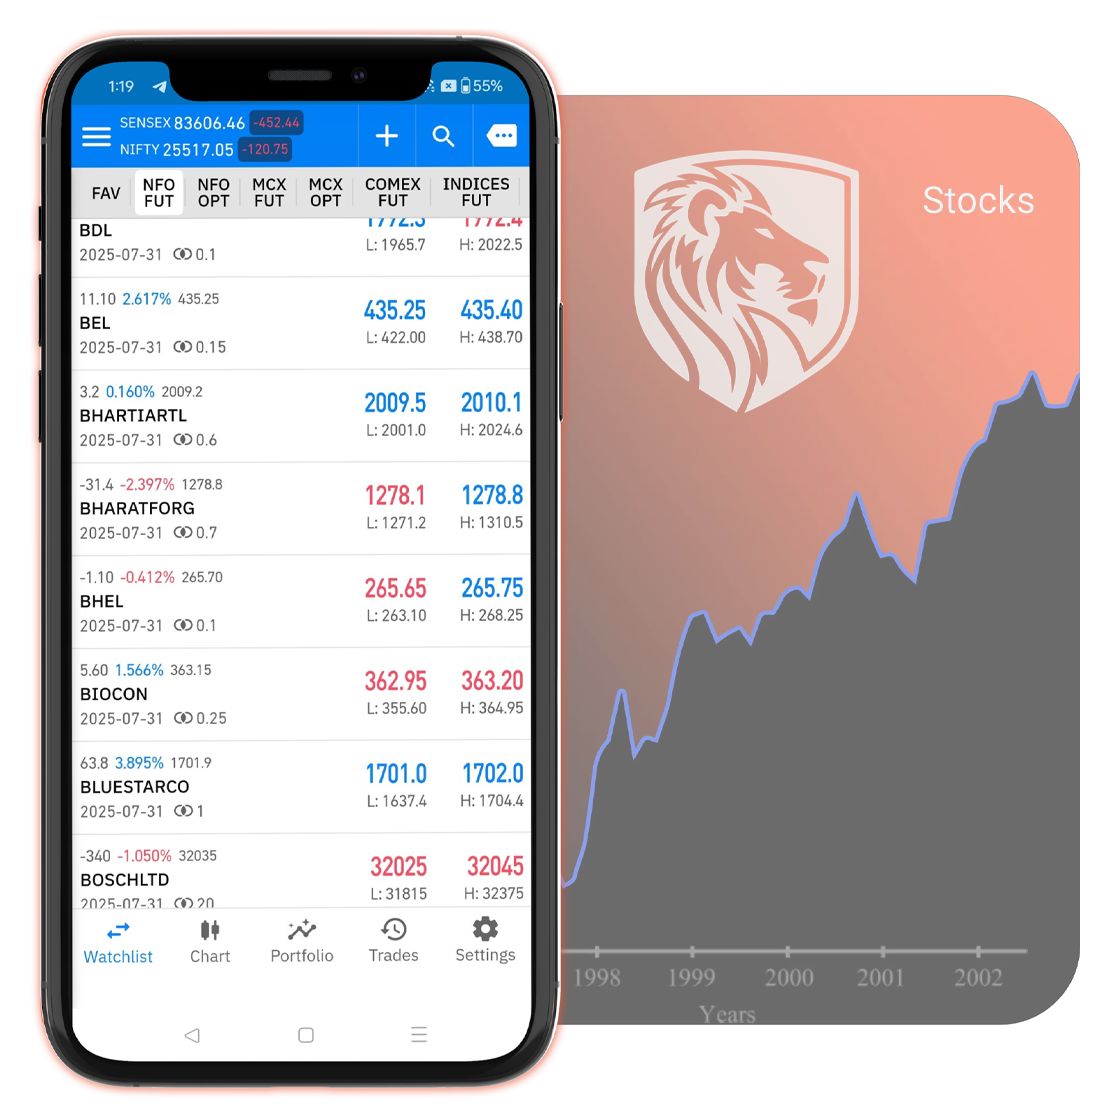 1:19 55%
SENSEX 83606.46 -452.44
NIFTY 25517.05 -120.75
FAV NFO FUT NFO OPT MCX FUT MCX OPT COMEX FUT INDICES FUT
1972.4
BDL
2025-07-31 0.1 L: 1965.7 H: 2022.5
11.10 2.617% 435.25
BEL 435.25 435.40
2025-07-31 0.15 L: 422.00 H: 438.70
3.2 0.160% 2009.2
BHARTIARTL 2009.5 2010.1
2025-07-31 0.6 L: 2001.0 H: 2024.6
-31.4 -2.397% 1278.8
BHARATFORG 1278.1 1278.8
2025-07-31 0.7 L: 1271.2 H: 1310.5
-1.10 -0.412% 265.70
BHEL 265.65 265.75
2025-07-31 0.1 L: 263.10 H: 268.25
5.60 1.566% 363.15
BIOCON 362.95 363.20
2025-07-31 0.25 L: 355.60 H: 364.95
63.8 3.895% 1701.9
BLUESTARCO 1701.0 1702.0
2025-07-31 1 L: 1637.4 H: 1704.4
-340 -1.050% 32035
BOSCHLTD 32025 32045
2025-07-31 20 L: 31815 H: 32375
Watchlist Chart Portfolio Trades Settings
Stocks
1998 1999 2000 2001 2002
Years